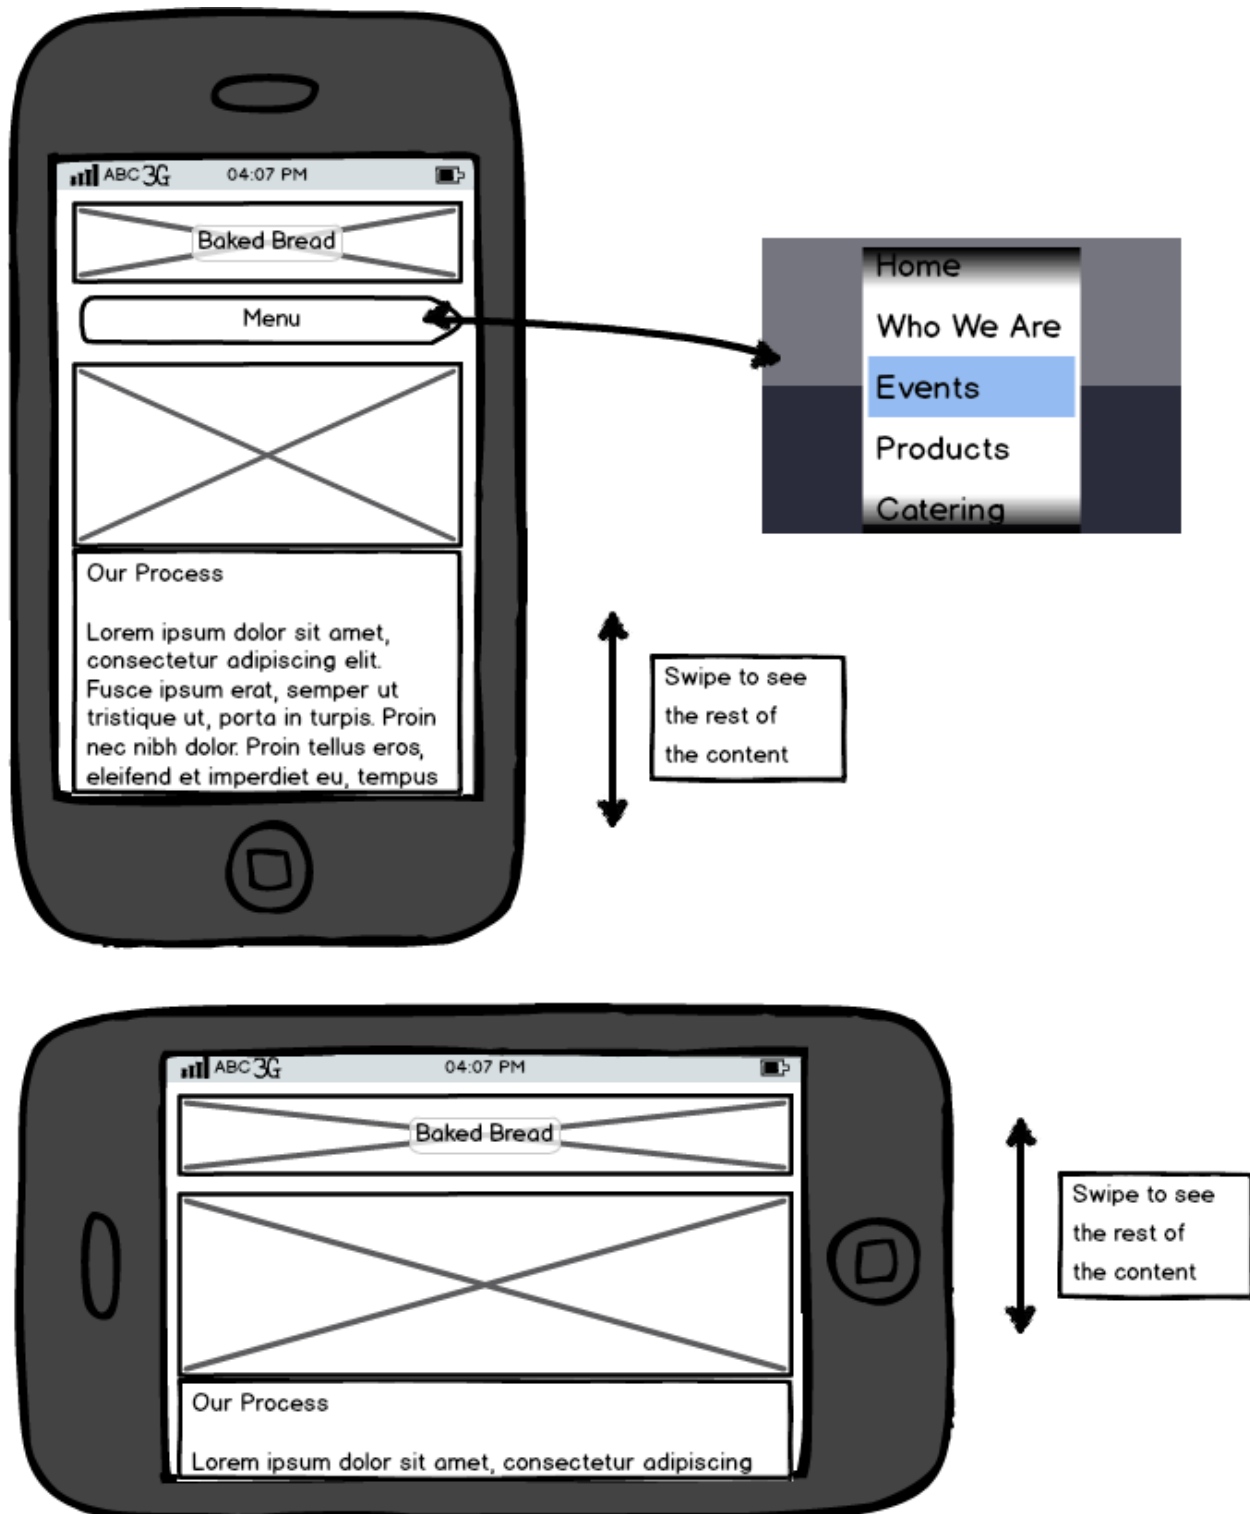 ABC 3G 04:07 PM
Baked Bread
Menu
Home
Who We Are
Events
Products
Catering
Our Process
Lorem ipsum dolor sit amet,
consectetur adipiscing elit.
Fusce ipsum erat, semper ut
tristique ut, porta in turpis. Proin
nec nibh dolor. Proin tellus eros,
eleifend et imperdiet eu, tempus
Swipe to see
the rest of
the content
ABC 3G 04:07 PM
Baked Bread
Our Process
Lorem ipsum dolor sit amet, consectetur adipiscing
Swipe to see
the rest of
the content